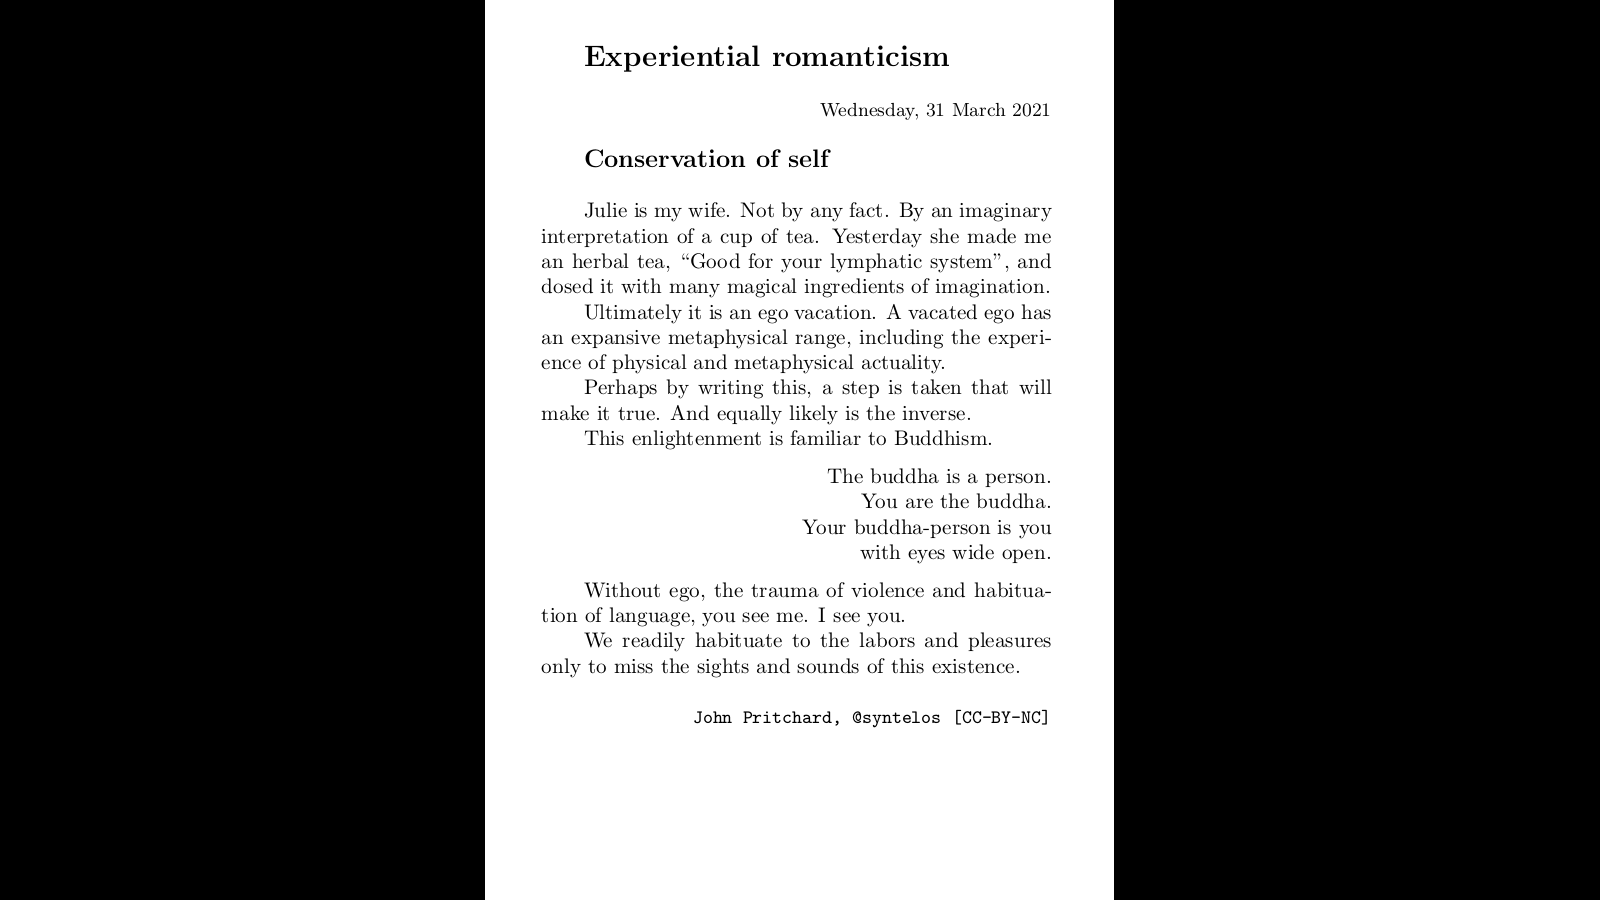 Experiential romanticism
Wednesday, 31 March 2021
Conservation of self
Julie is my wife. Not by any fact. By an imaginary
interpretation of a cup of tea. Yesterday she made me
an herbal tea, “Good for your lymphatic system”, and
dosed it with many magical ingredients of imagination.
Ultimately it is an ego vacation. A vacated ego has
an expansive metaphysical range, including the experi-
ence of physical and metaphysical actuality.
Perhaps by writing this, a step is taken that will
make it true. And equally likely is the inverse.
This enlightenment is familiar to Buddhism.
The buddha is a person.
You are the buddha.
Your buddha-person is you
with eyes wide open.
Without ego, the trauma of violence and habitua-
tion of language, you see me. I see you.
We readily habituate to the labors and pleasures
only to miss the sights and sounds of this existence.
John Pritchard, @syntelos [CC-BY-NC]